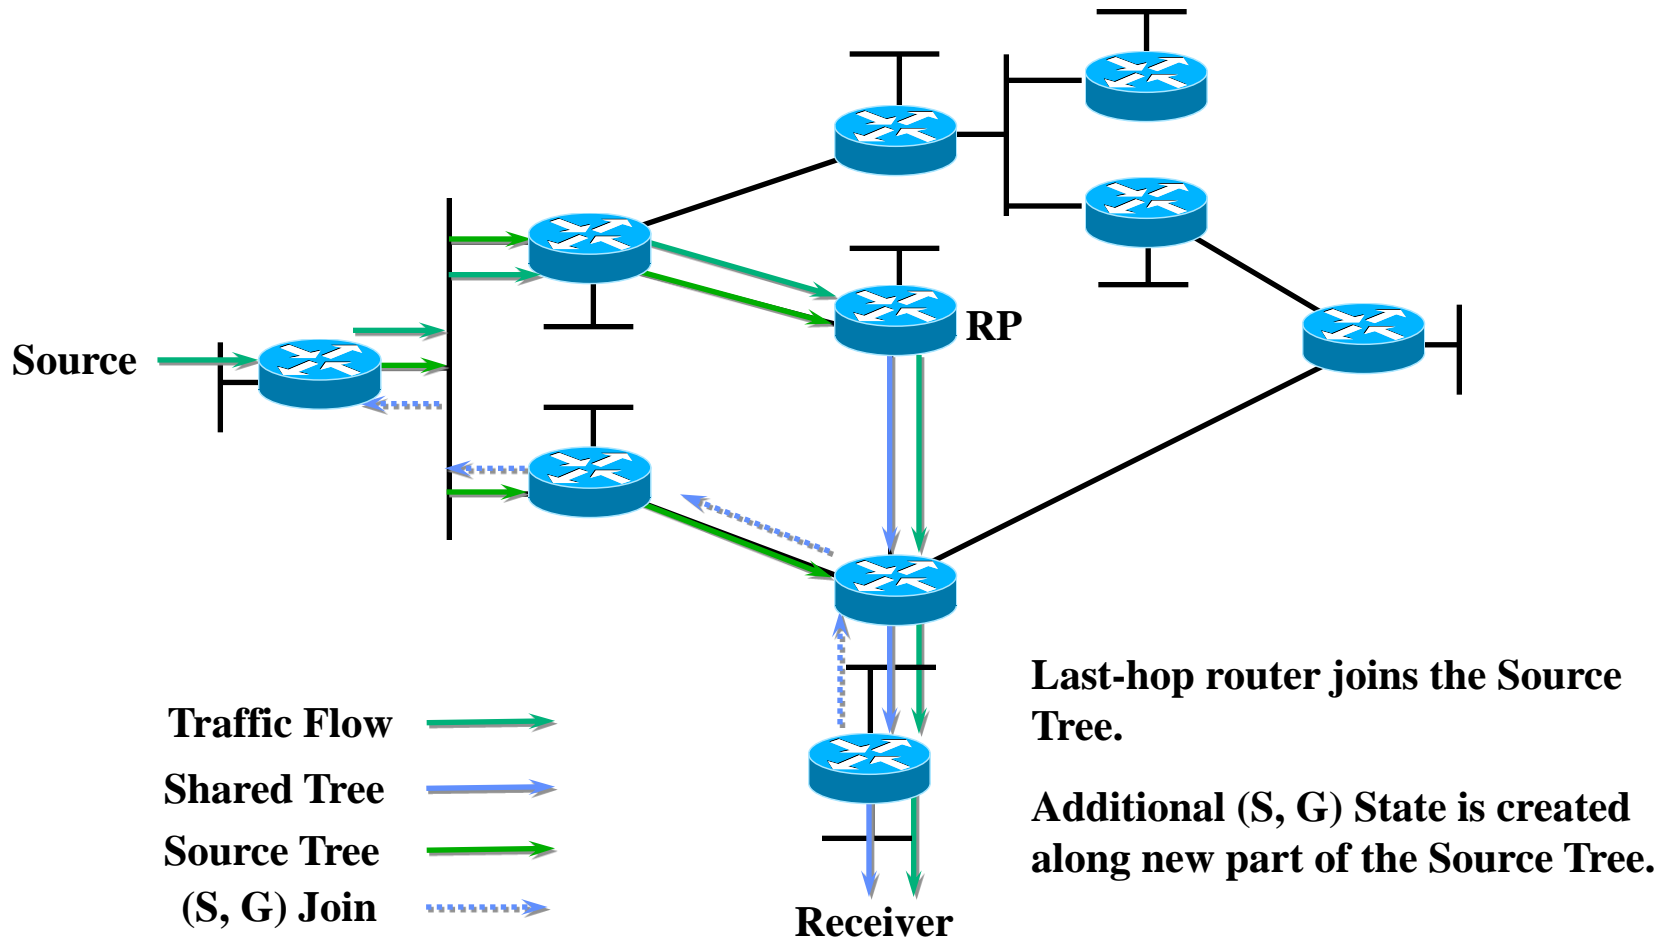 RP
Source
Last-hop router joins the Source
Tree.
Traffic Flow
Shared Tree
Additional (S, G) State is created
along new part of the Source Tree.
Source Tree
(S, G) Join
Receiver